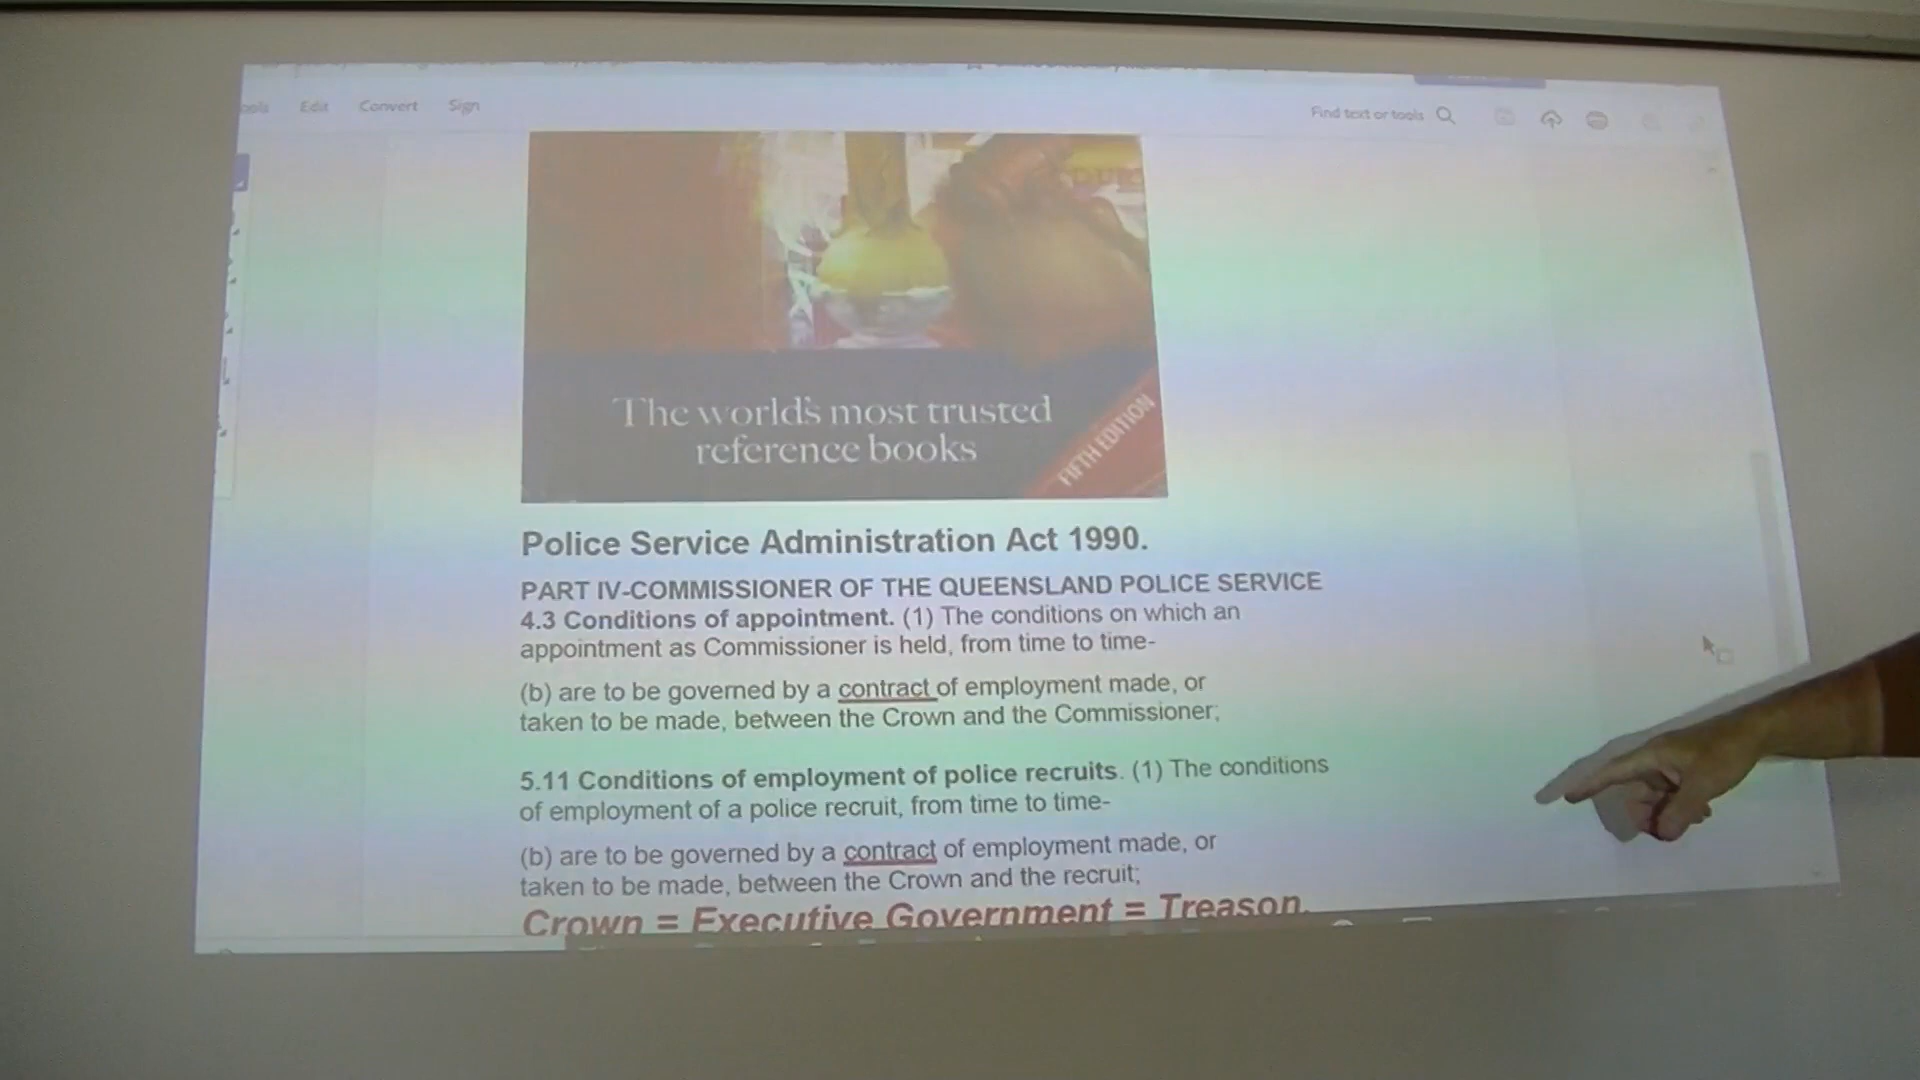 Edit Convert Sign
Find text or tools
The world's most trusted
reference books
FIFTH EDITION
Police Service Administration Act 1990.
PART IV-COMMISSIONER OF THE QUEENSLAND POLICE SERVICE
4.3 Conditions of appointment. (1) The conditions on which an
appointment as Commissioner is held, from time to time-
(b) are to be governed by a contract of employment made, or
taken to be made, between the Crown and the Commissioner;
5.11 Conditions of employment of police recruits. (1) The conditions
of employment of a police recruit, from time to time-
(b) are to be governed by a contract of employment made, or
taken to be made, between the Crown and the recruit;
Crown = Executive Government = Treason.